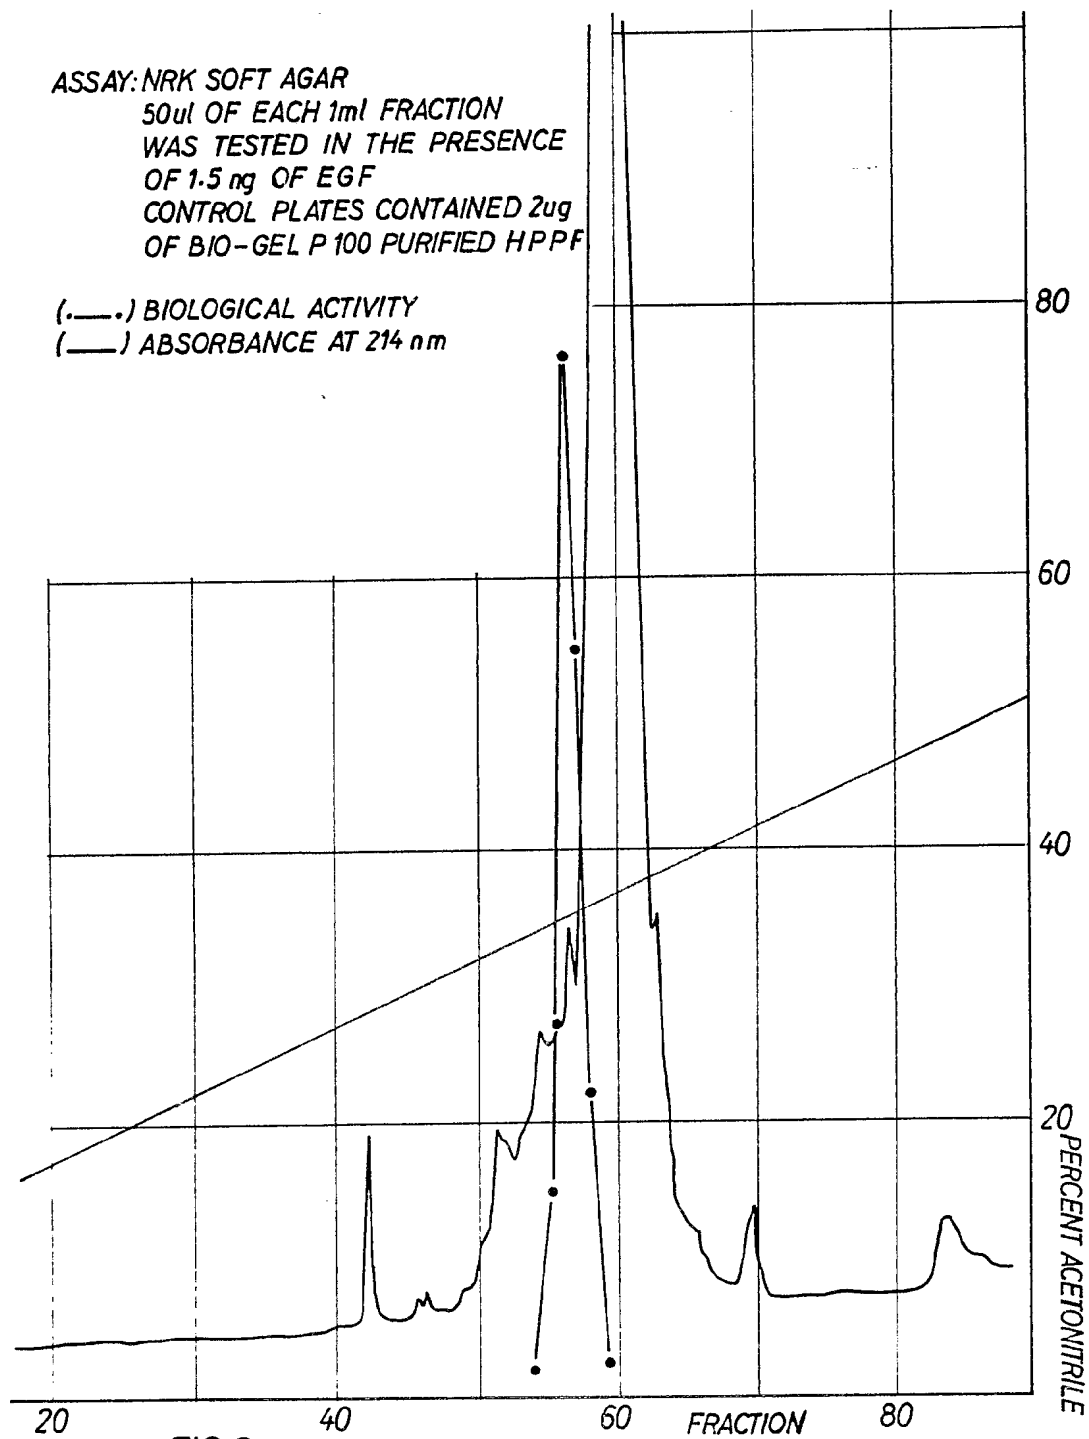 ASSAY: NRK SOFT AGAR
50ul OF EACH 1ml FRACTION
WAS TESTED IN THE PRESENCE
OF 1.5 ng OF EGF
CONTROL PLATES CONTAINED 2ug
OF BIO-GEL P 100 PURIFIED HPPF
(.——.) BIOLOGICAL ACTIVITY
(——) ABSORBANCE AT 214 nm
80
60
40
20
PERCENT ACETONITRILE
20
40
60
FRACTION
80